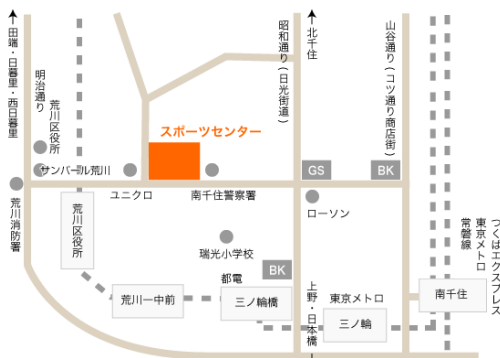 田端・日暮里・西日暮里
明治通り
荒川区役所
昭和通り(日光街道)
北千住
山谷通り(コツ通り商店街)
スポーツセンター
サンパール荒川
ユニクロ
南千住警察署
GS
BK
荒川消防署
荒川区役所
ローソン
瑞光小学校
BK
都電
荒川一中前
三ノ輪橋
上野・日本橋
東京メトロ
三ノ輪
南千住
つくばエクスプレス
東京メトロ
常磐線